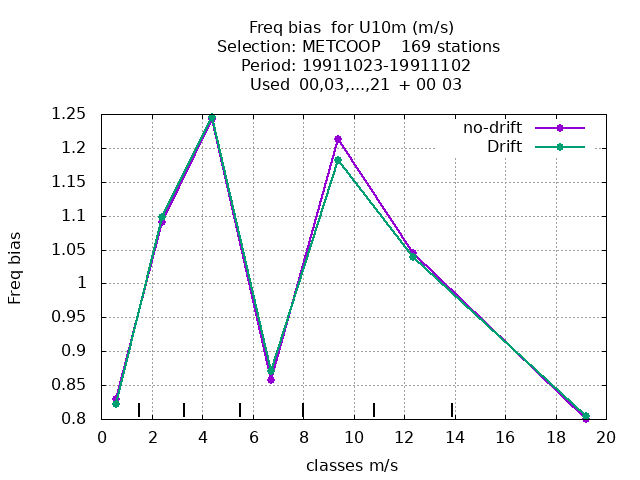 Freq bias  for U10m (m/s)
Selection: METCOOP    169 stations
Period: 19911023-19911102
Used  00,03,...,21  + 00 03
1.25
1.2
1.15
1.1
1.05
1
0.95
0.9
0.85
0.8
Freq bias
no-drift
Drift
0 2 4 6 8 10 12 14 16 18 20
classes m/s